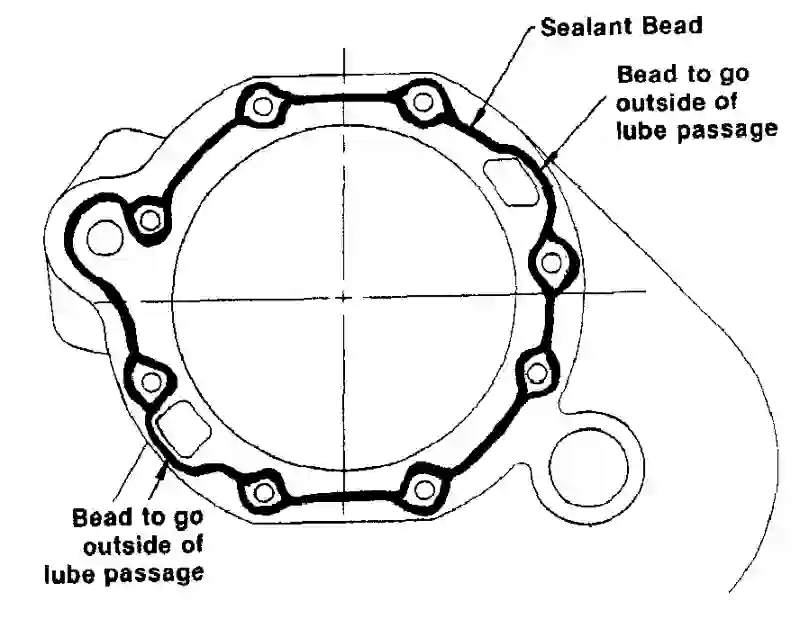 Sealant Bead
Bead to go
outside of
lube passage
Bead to go
outside of
lube passage